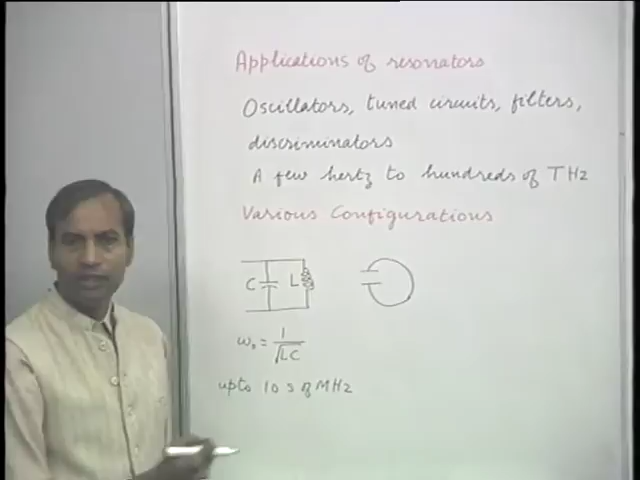 Applications of resonators
Oscillators, tuned circuits, filters,
discriminators
A few hertz to hundreds of THz
Various Configurations
C L
ω₀ = 1/√LC
upto 10 s of MHz